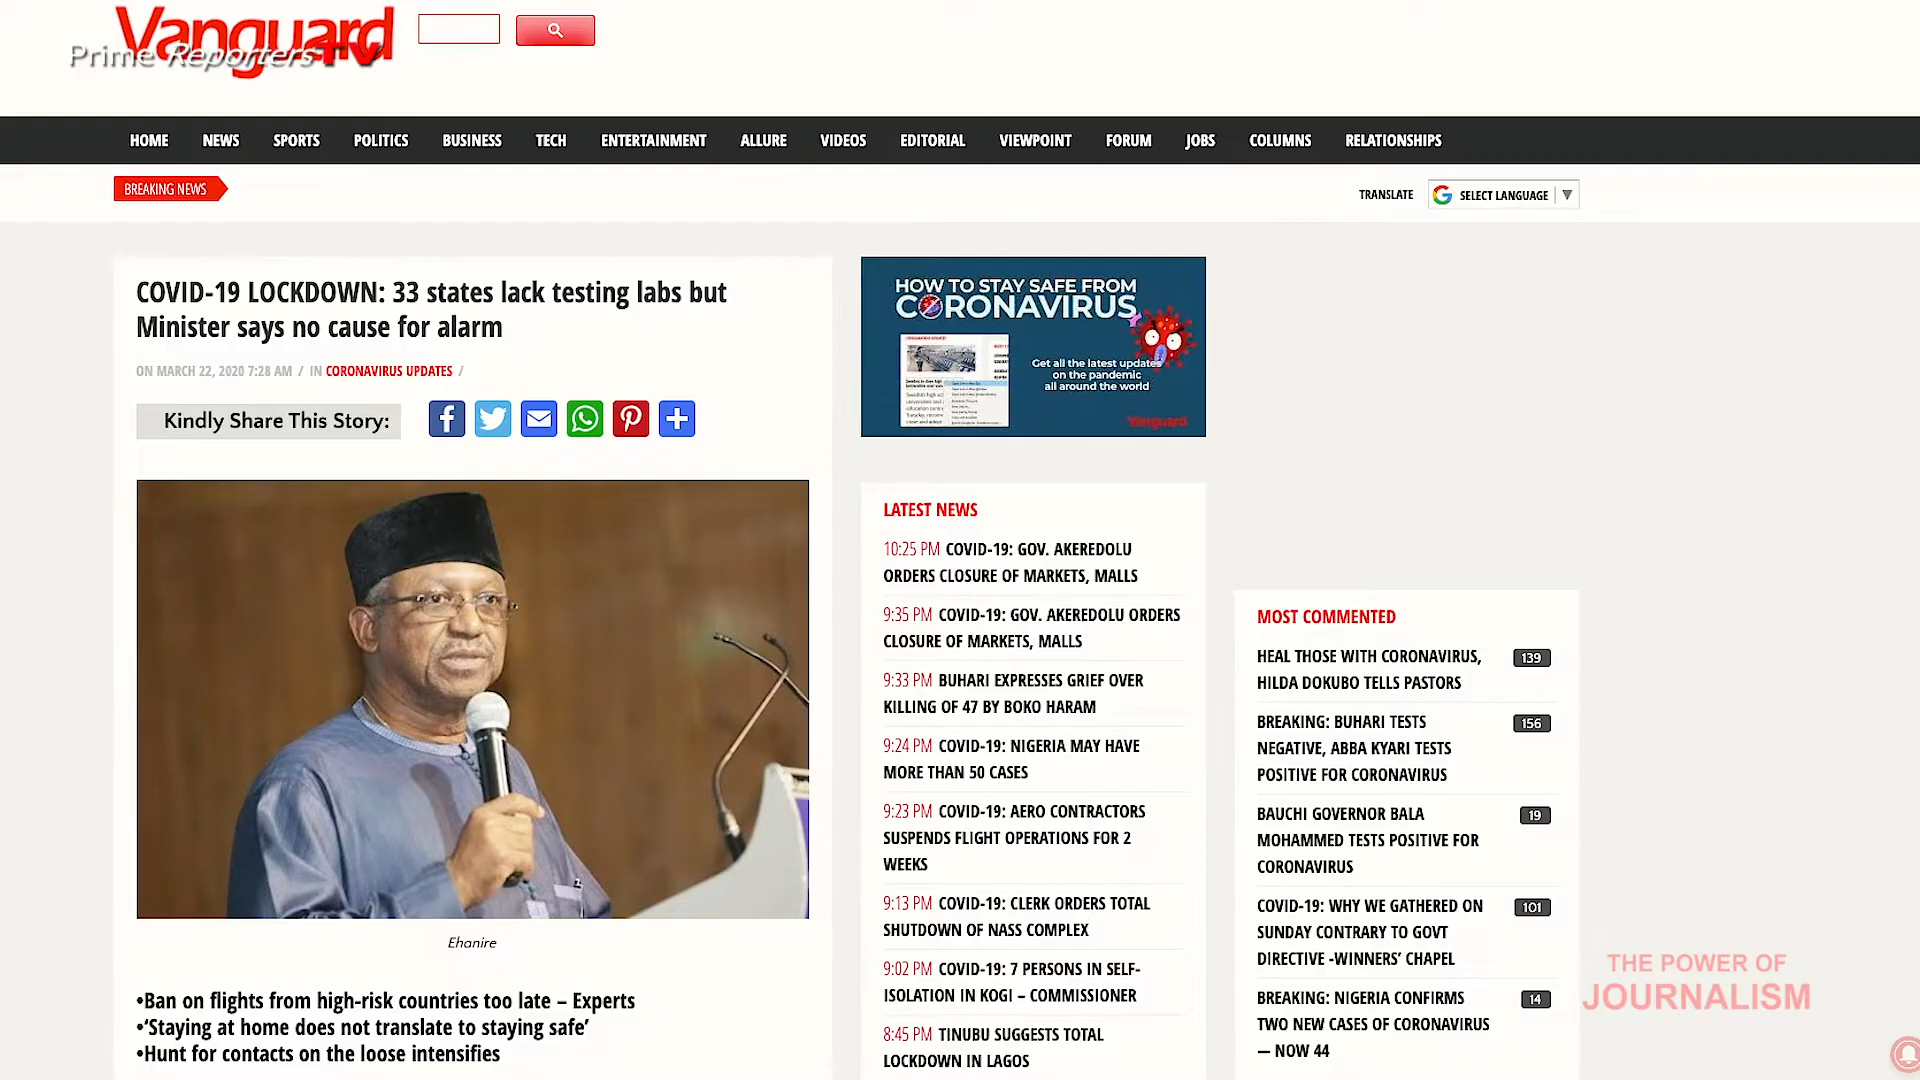 Vanguard
Prime Reporters TV
HOME NEWS SPORTS POLITICS BUSINESS TECH ENTERTAINMENT ALLURE VIDEOS EDITORIAL VIEWPOINT FORUM JOBS COLUMNS RELATIONSHIPS
BREAKING NEWS
TRANSLATE
SELECT LANGUAGE
COVID-19 LOCKDOWN: 33 states lack testing labs but
Minister says no cause for alarm
ON MARCH 22, 2020 7:28 AM / IN CORONAVIRUS UPDATES /
Kindly Share This Story:
Ehanire
•Ban on flights from high-risk countries too late – Experts
•‘Staying at home does not translate to staying safe’
•Hunt for contacts on the loose intensifies
HOW TO STAY SAFE FROM
CORONAVIRUS
Get all the latest updates
on the pandemic
all around the world
Vanguard
LATEST NEWS
10:25 PM COVID-19: GOV. AKEREDOLU
ORDERS CLOSURE OF MARKETS, MALLS
9:35 PM COVID-19: GOV. AKEREDOLU ORDERS
CLOSURE OF MARKETS, MALLS
9:33 PM BUHARI EXPRESSES GRIEF OVER
KILLING OF 47 BY BOKO HARAM
9:24 PM COVID-19: NIGERIA MAY HAVE
MORE THAN 50 CASES
9:23 PM COVID-19: AERO CONTRACTORS
SUSPENDS FLIGHT OPERATIONS FOR 2
WEEKS
9:13 PM COVID-19: CLERK ORDERS TOTAL
SHUTDOWN OF NASS COMPLEX
9:02 PM COVID-19: 7 PERSONS IN SELF-
ISOLATION IN KOGI – COMMISSIONER
8:45 PM TINUBU SUGGESTS TOTAL
LOCKDOWN IN LAGOS
MOST COMMENTED
HEAL THOSE WITH CORONAVIRUS, 139
HILDA DOKUBO TELLS PASTORS
BREAKING: BUHARI TESTS 156
NEGATIVE, ABBA KYARI TESTS
POSITIVE FOR CORONAVIRUS
BAUCHI GOVERNOR BALA 19
MOHAMMED TESTS POSITIVE FOR
CORONAVIRUS
COVID-19: WHY WE GATHERED ON 101
SUNDAY CONTRARY TO GOVT
DIRECTIVE -WINNERS’ CHAPEL
BREAKING: NIGERIA CONFIRMS 14
TWO NEW CASES OF CORONAVIRUS
— NOW 44
THE POWER OF
JOURNALISM